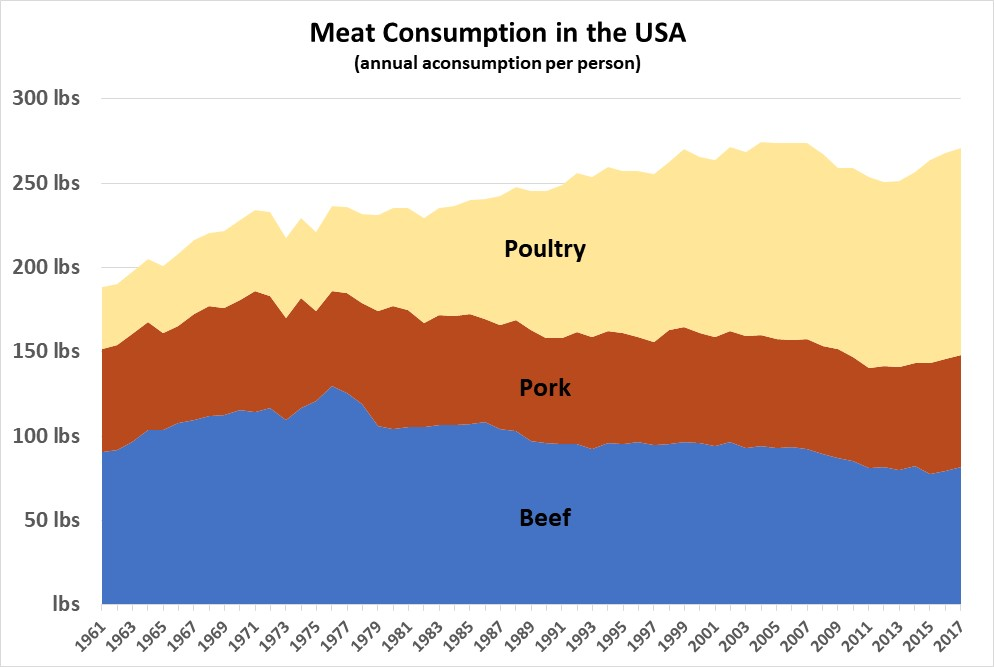 Meat Consumption in the USA
(annual aconsumption per person)
300 lbs
250 lbs
200 lbs
150 lbs
100 lbs
50 lbs
lbs
Poultry
Pork
Beef
1961 1963 1965 1967 1969 1971 1973 1975 1977 1979 1981 1983 1985 1987 1989 1991 1993 1995 1997 1999 2001 2003 2005 2007 2009 2011 2013 2015 2017